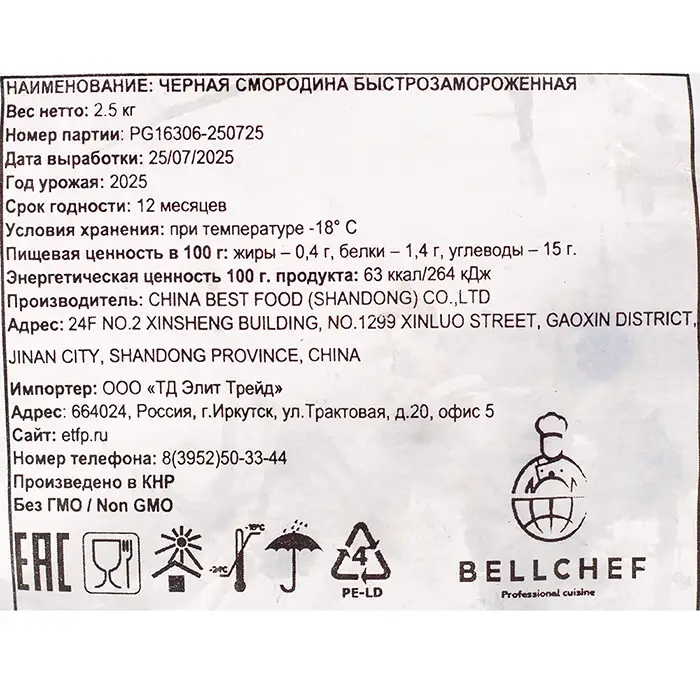 НАИМЕНОВАНИЕ: ЧЕРНАЯ СМОРОДИНА БЫСТРОЗАМОРОЖЕННАЯ
Вес нетто: 2.5 кг
Номер партии: PG16306-250725
Дата выработки: 25/07/2025
Год урожая: 2025
Срок годности: 12 месяцев
Условия хранения: при температуре -18° С
Пищевая ценность в 100 г: жиры – 0,4 г, белки – 1,4 г, углеводы – 15 г.
Энергетическая ценность 100 г. продукта: 63 ккал/264 кДж
Производитель: CHINA BEST FOOD (SHANDONG) CO.,LTD
Адрес: 24F NO.2 XINSHENG BUILDING, NO.1299 XINLUO STREET, GAOXIN DISTRICT,
JINAN CITY, SHANDONG PROVINCE, CHINA
Импортер: ООО «ТД Элит Трейд»
Адрес: 664024, Россия, г.Иркутск, ул.Трактовая, д.20, офис 5
Сайт: etfp.ru
Номер телефона: 8(3952)50-33-44
Произведено в КНР
Без ГМО / Non GMO
EAC
-18°C
-24°C
4
PE-LD
BELLCHEF
Professional cuisine